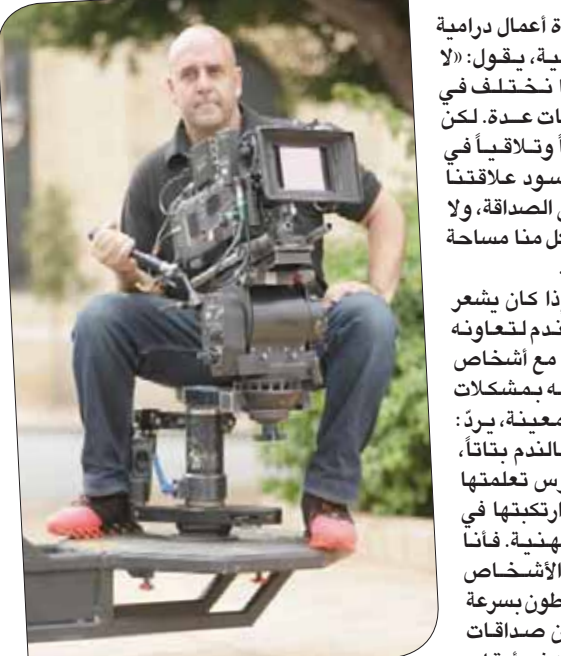 ة أعمال درامية
ية، يقول: «لا
ا نختلف في
ات عدة. لكن
اً وتلاقياً في
سود علاقتنا
ى الصداقة، ولا
كل منا مساحة
إذا كان يشعر
ندم لتعاونه
مع أشخاص
ه بمشكلات
معينة، يردّ:
بالندم بتاتاً،
س تعلمتها
ارتكبتها في
هنية. فأنا
الأشخاص
طون بسرعة
ن صداقات